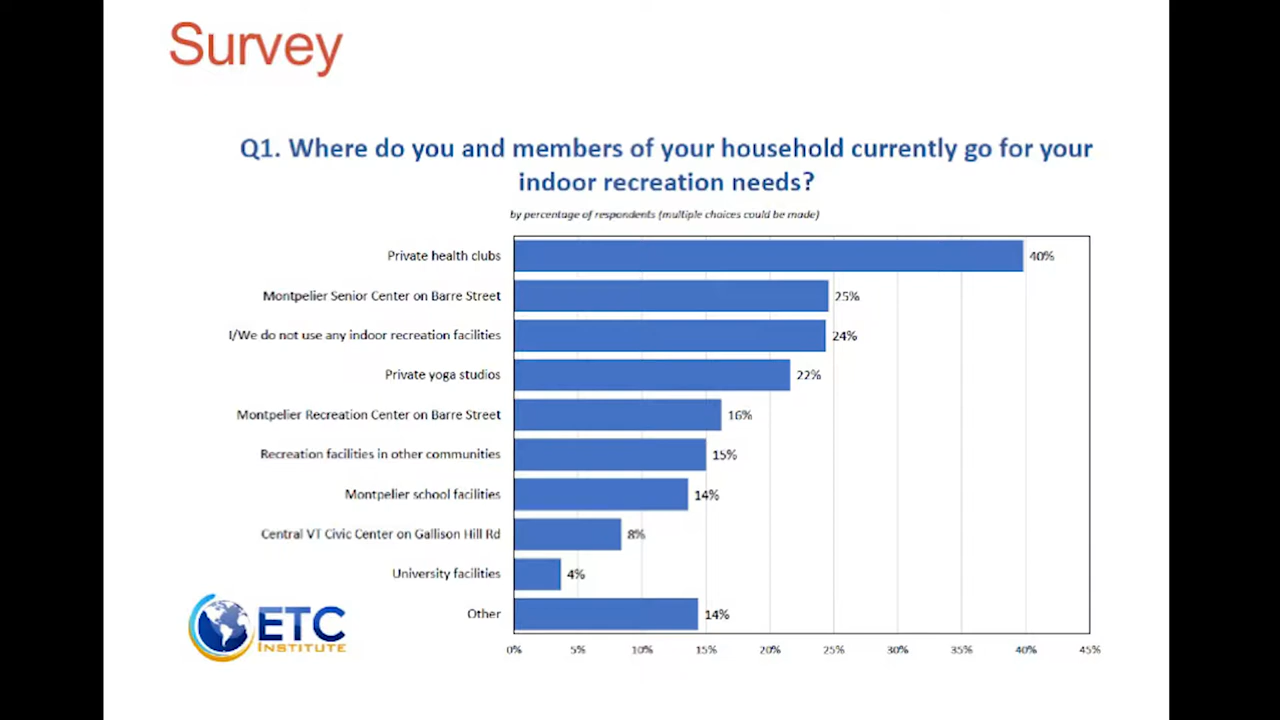 Survey
Q1. Where do you and members of your household currently go for your
indoor recreation needs?
by percentage of respondents (multiple choices could be made)
Private health clubs 40%
Montpelier Senior Center on Barre Street 25%
I/We do not use any indoor recreation facilities 24%
Private yoga studios 22%
Montpelier Recreation Center on Barre Street 16%
Recreation facilities in other communities 15%
Montpelier school facilities 14%
Central VT Civic Center on Gallison Hill Rd 8%
University facilities 4%
Other 14%
0% 5% 10% 15% 20% 25% 30% 35% 40% 45%
ETC
INSTITUTE